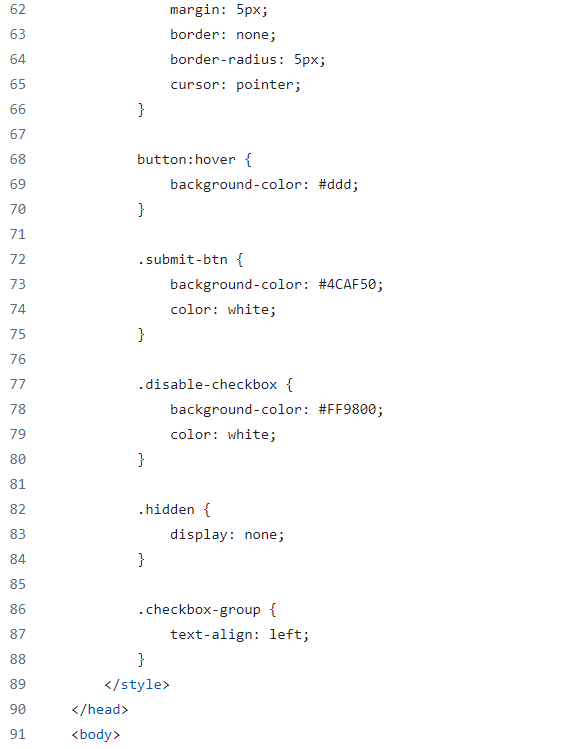 62                 margin: 5px;
63                 border: none;
64                 border-radius: 5px;
65                 cursor: pointer;
66             }
67
68             button:hover {
69                 background-color: #ddd;
70             }
71
72             .submit-btn {
73                 background-color: #4CAF50;
74                 color: white;
75             }
76
77             .disable-checkbox {
78                 background-color: #FF9800;
79                 color: white;
80             }
81
82             .hidden {
83                 display: none;
84             }
85
86             .checkbox-group {
87                 text-align: left;
88             }
89         </style>
90     </head>
91     <body>